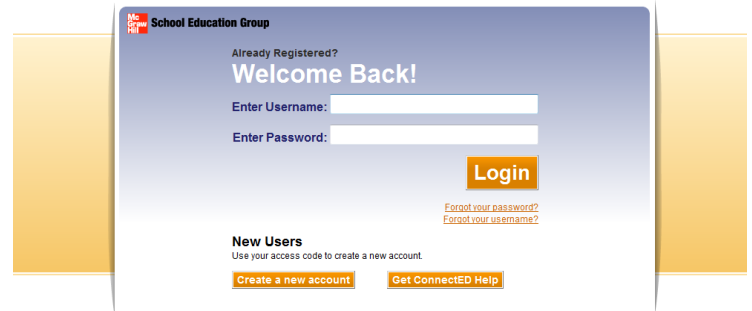 Mc
Graw
Hill
School Education Group
Already Registered?
Welcome Back!
Enter Username:
Enter Password:
Login
Forgot your password?
Forgot your username?
New Users
Use your access code to create a new account.
Create a new account
Get ConnectED Help